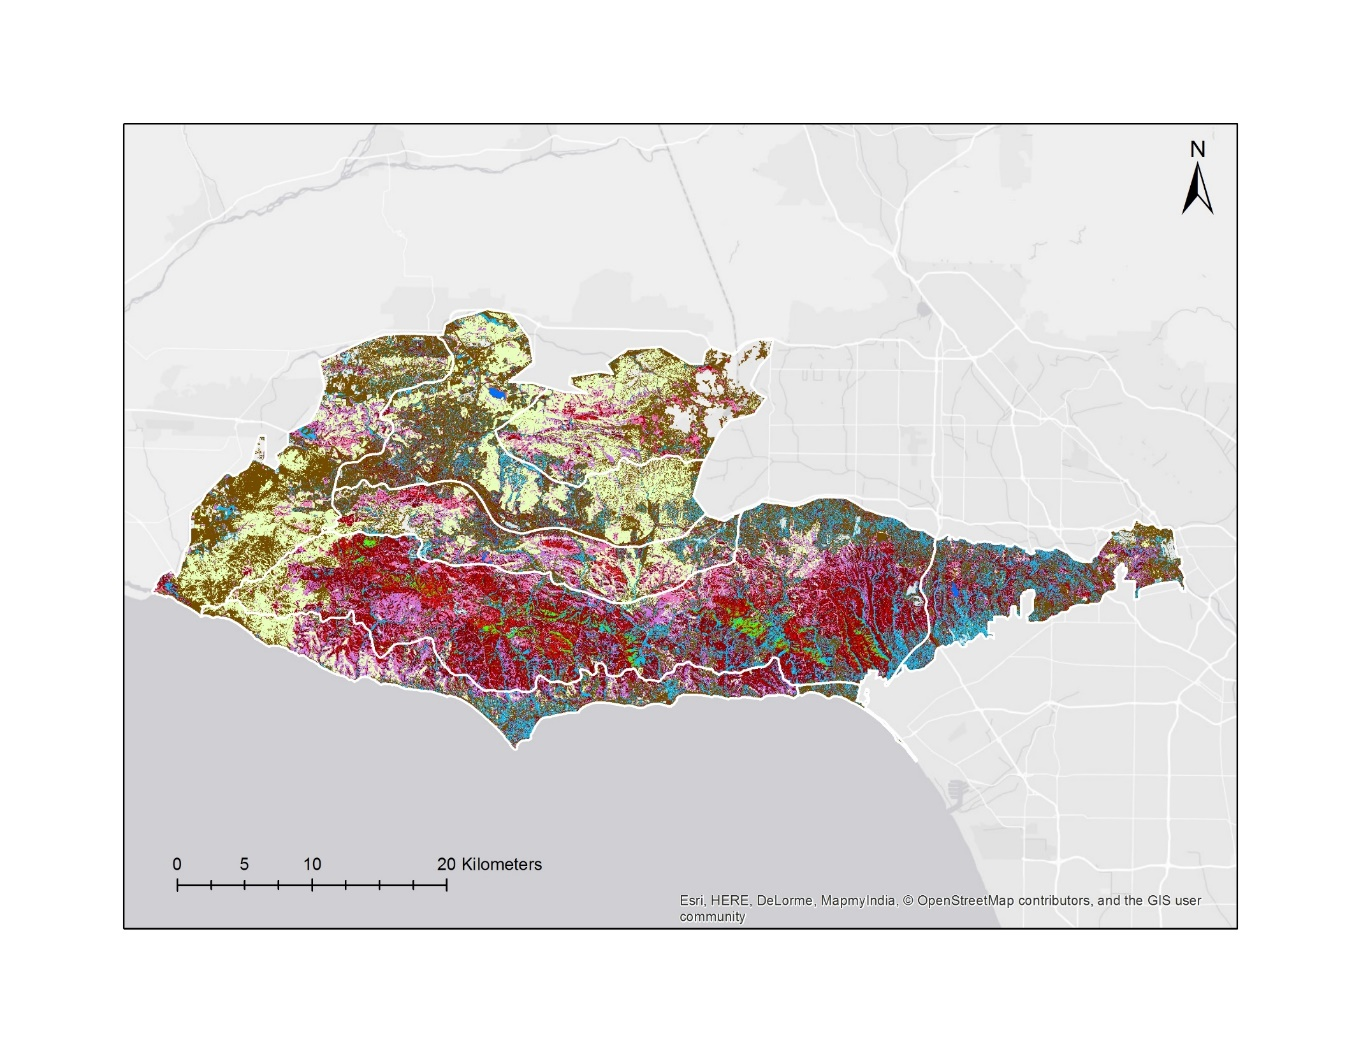 N
0 5 10 20 Kilometers
Esri, HERE, DeLorme, MapmyIndia, © OpenStreetMap contributors, and the GIS user
community